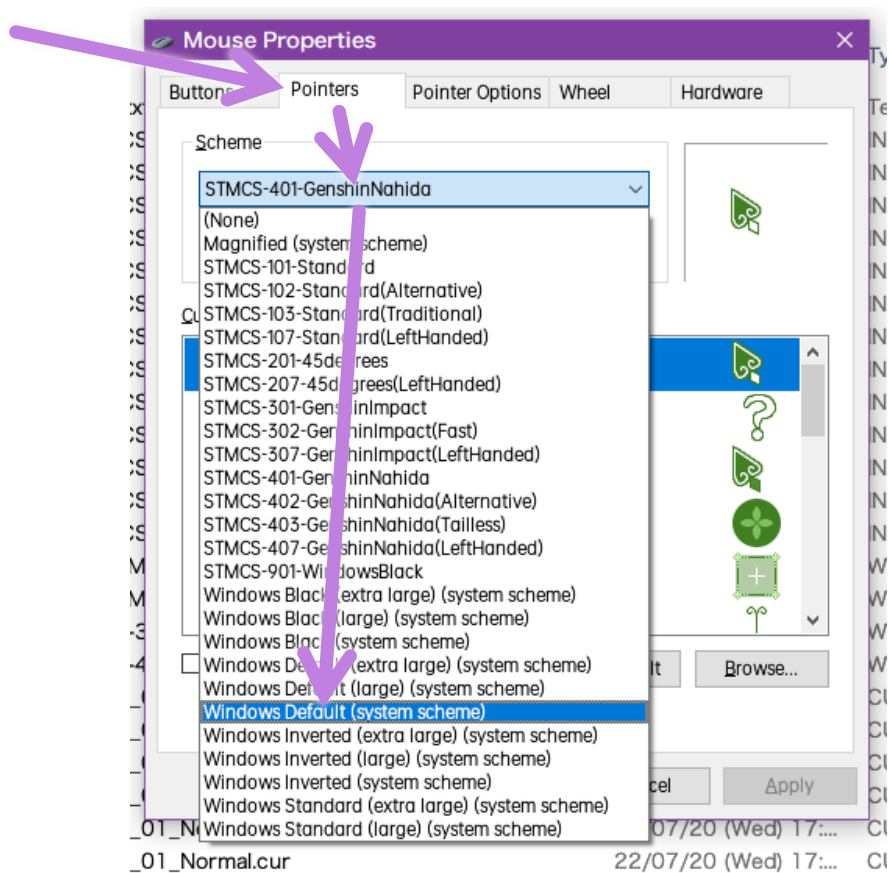 Mouse Properties
Buttons Pointers Pointer Options Wheel Hardware
Scheme
STMCS-401-GenshinNahida
(None)
Magnified (system scheme)
STMCS-101-Standard
STMCS-102-Standard(Alternative)
STMCS-103-Standard(Traditional)
STMCS-107-Standard(LeftHanded)
STMCS-201-45degrees
STMCS-207-45degrees(LeftHanded)
STMCS-301-GenshinImpact
STMCS-302-GenshinImpact(Fast)
STMCS-307-GenshinImpact(LeftHanded)
STMCS-401-GenshinNahida
STMCS-402-GenshinNahida(Alternative)
STMCS-403-GenshinNahida(Tailless)
STMCS-407-GenshinNahida(LeftHanded)
STMCS-901-WindowsBlack
Windows Black (extra large) (system scheme)
Windows Black (large) (system scheme)
Windows Black (system scheme)
Windows Default (extra large) (system scheme)
Browse...
Windows Default (large) (system scheme)
Windows Default (system scheme)
Windows Inverted (extra large) (system scheme)
Windows Inverted (large) (system scheme)
Windows Inverted (system scheme)
Apply
Windows Standard (extra large) (system scheme)
Windows Standard (large) (system scheme)
07/20 (Wed) 17:...
_01_Normal.cur 22/07/20 (Wed) 17:...